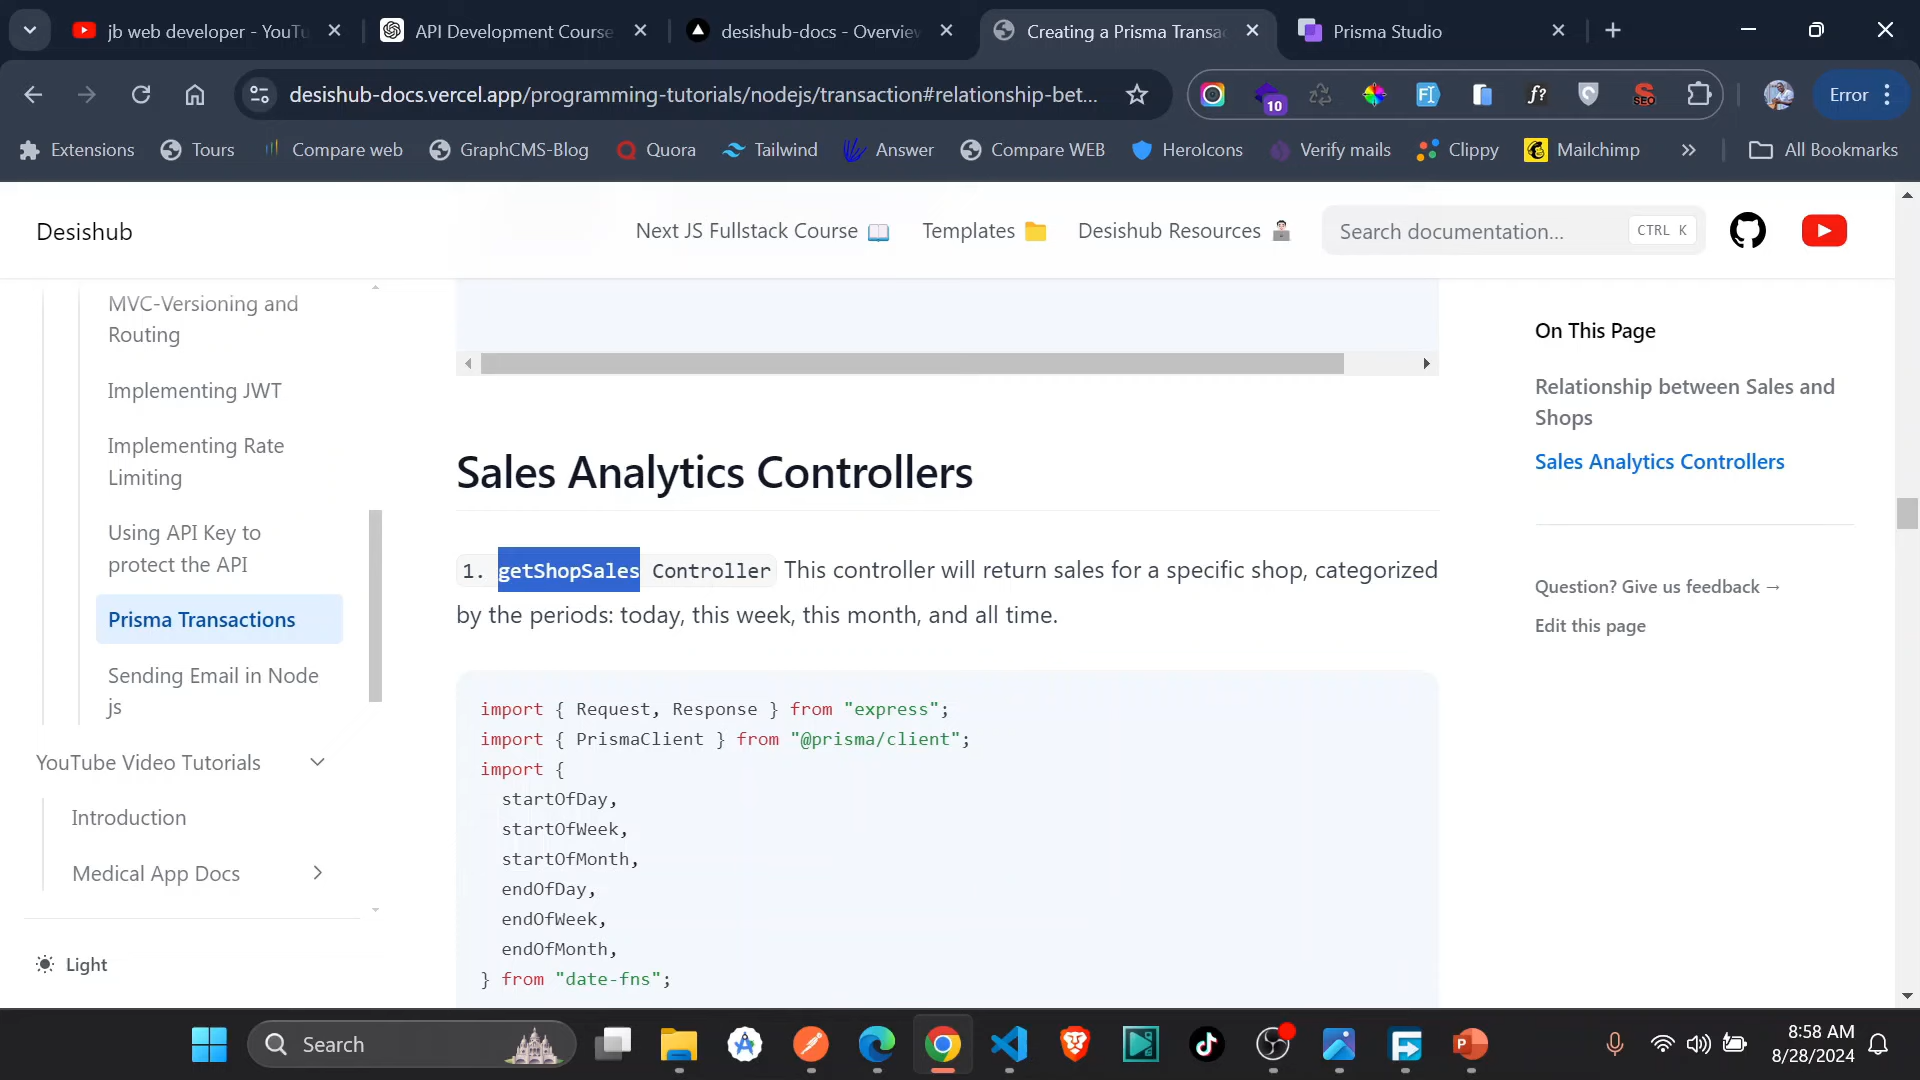 jb web developer - YouTu
API Development Course
desishub-docs - Overview
Creating a Prisma Transac
Prisma Studio
desishub-docs.vercel.app/programming-tutorials/nodejs/transaction#relationship-bet...
10
f?
SEO
Error
Extensions
Tours
Compare web
GraphCMS-Blog
Quora
Tailwind
Answer
Compare WEB
HeroIcons
Verify mails
Clippy
Mailchimp
»
All Bookmarks
Desishub
Next JS Fullstack Course 📖
Templates 📁
Desishub Resources 👨🏻‍💻
Search documentation...
CTRL K
MVC-Versioning and
Routing
Implementing JWT
Implementing Rate
Limiting
Using API Key to
protect the API
Prisma Transactions
Sending Email in Node
js
YouTube Video Tutorials
Introduction
Medical App Docs
Light
Sales Analytics Controllers
1. getShopSales Controller This controller will return sales for a specific shop, categorized
by the periods: today, this week, this month, and all time.
import { Request, Response } from "express";
import { PrismaClient } from "@prisma/client";
import {
startOfDay,
startOfWeek,
startOfMonth,
endOfDay,
endOfWeek,
endOfMonth,
} from "date-fns";
On This Page
Relationship between Sales and
Shops
Sales Analytics Controllers
Question? Give us feedback →
Edit this page
Search
8:58 AM
8/28/2024